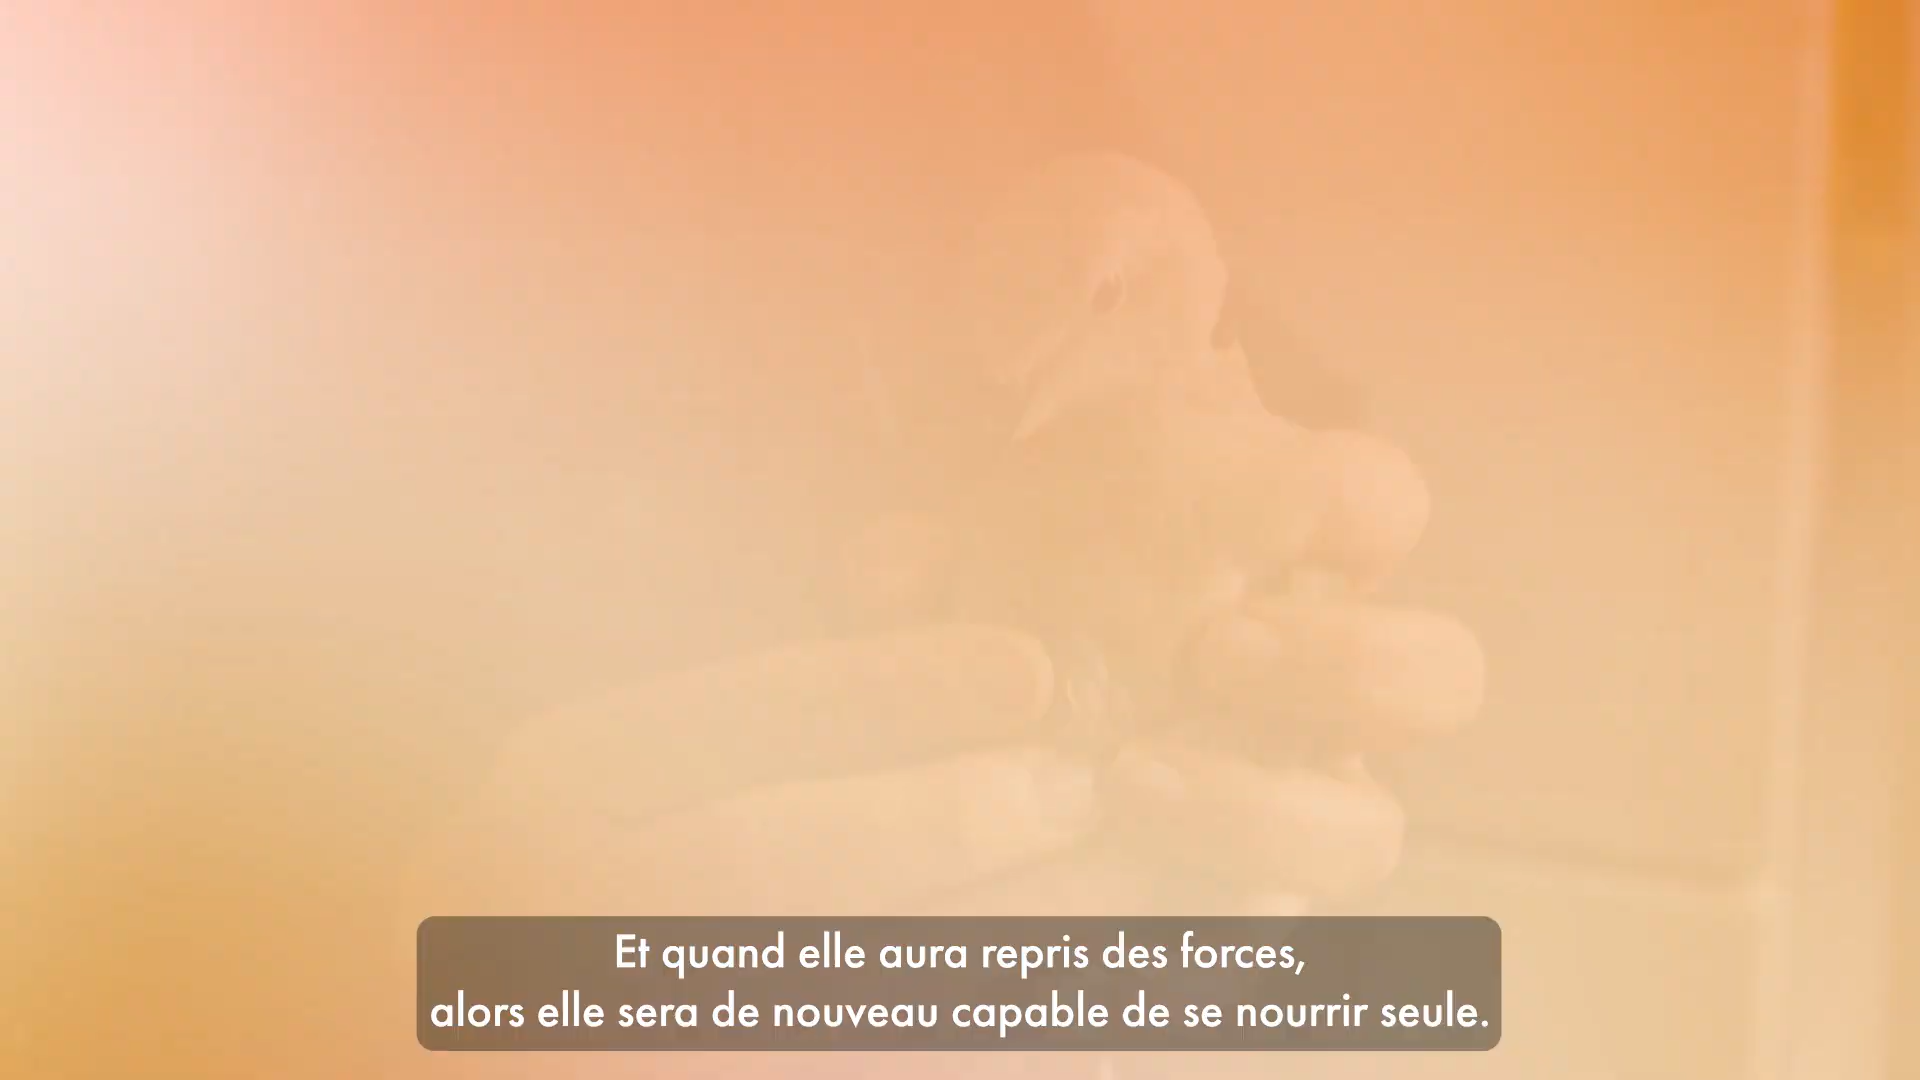 Et quand elle aura repris des forces,
alors elle sera de nouveau capable de se nourrir seule.